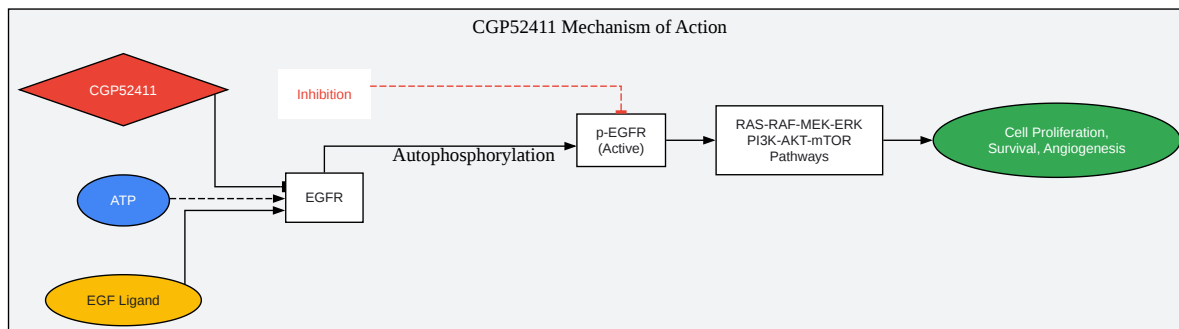 CGP52411 Mechanism of Action
CGP52411
Inhibition
p-EGFR
(Active)
RAS-RAF-MEK-ERK
PI3K-AKT-mTOR
Pathways
Cell Proliferation,
Survival, Angiogenesis
Autophosphorylation
ATP
EGFR
EGF Ligand